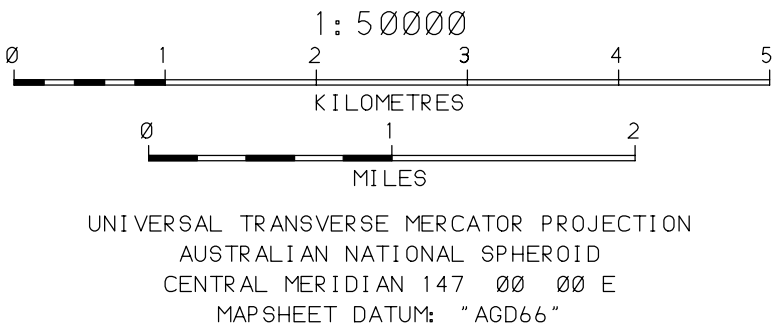 1:50000
0 1 2 3 4 5
KILOMETRES
0 1 2
MILES
UNIVERSAL TRANSVERSE MERCATOR PROJECTION
AUSTRALIAN NATIONAL SPHEROID
CENTRAL MERIDIAN 147 00 00 E
MAPSHEET DATUM: "AGD66"